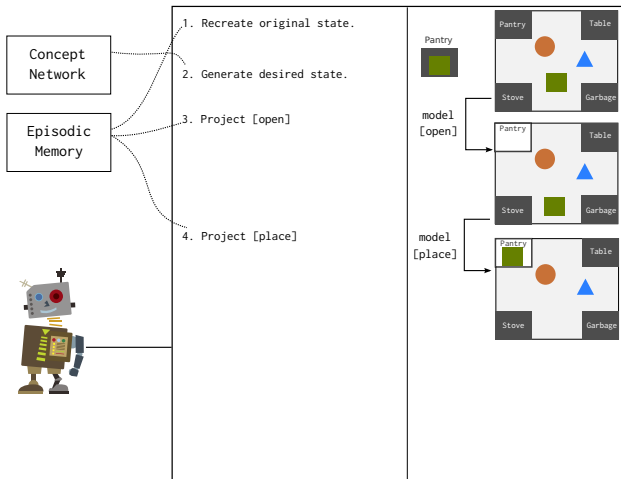 1. Recreate original state.
Concept
Network
2. Generate desired state.
Episodic
Memory
3. Project [open]
4. Project [place]
Pantry
Pantry
Table
Stove
Garbage
model
[open]
Pantry
Table
Stove
Garbage
model
[place]
Pantry
Table
Stove
Garbage